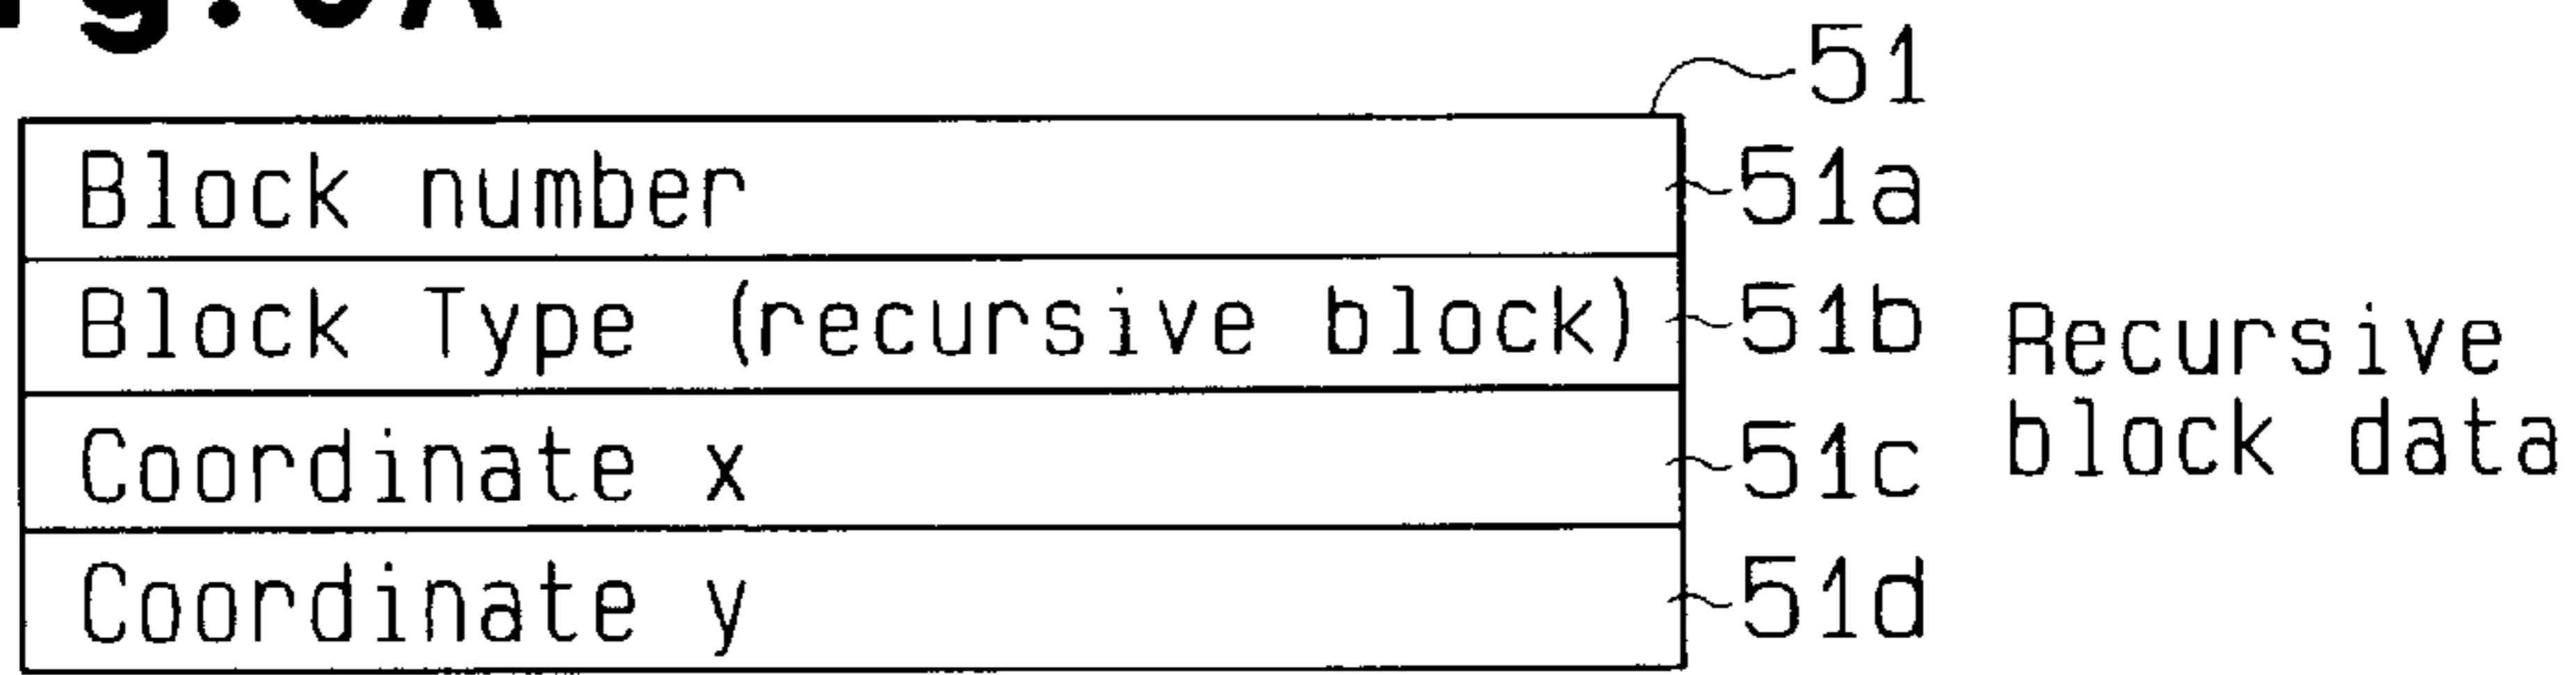 51
Block number 51a
Block Type (recursive block) 51b
Coordinate x 51c
Coordinate y 51d
Recursive
block data